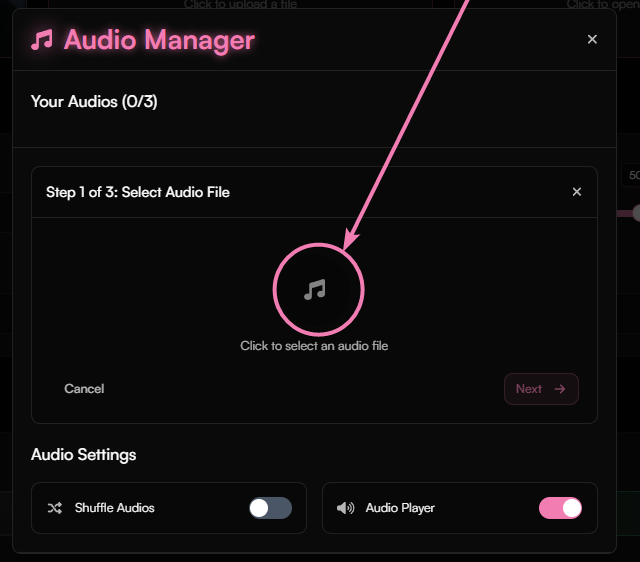 Click to upload a file
Click to open
Audio Manager
Your Audios (0/3)
50
Step 1 of 3: Select Audio File
Click to select an audio file
Cancel
Next
Audio Settings
Shuffle Audios
Audio Player